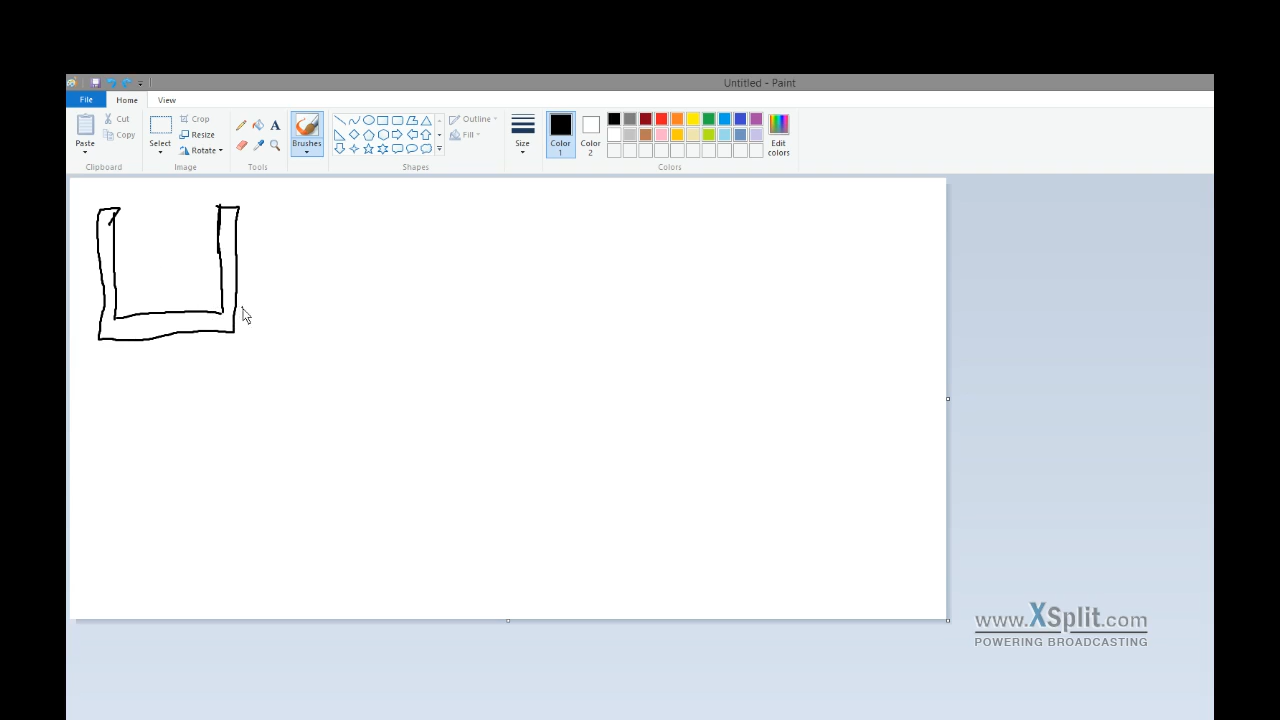 Untitled - Paint
File Home View
Paste
Cut
Copy
Clipboard
Select
Crop
Resize
Rotate
Image
A
Tools
Brushes
Outline
Fill
Shapes
Size
Color 1
Color 2
Edit colors
Colors
www.XSplit.com
POWERING BROADCASTING